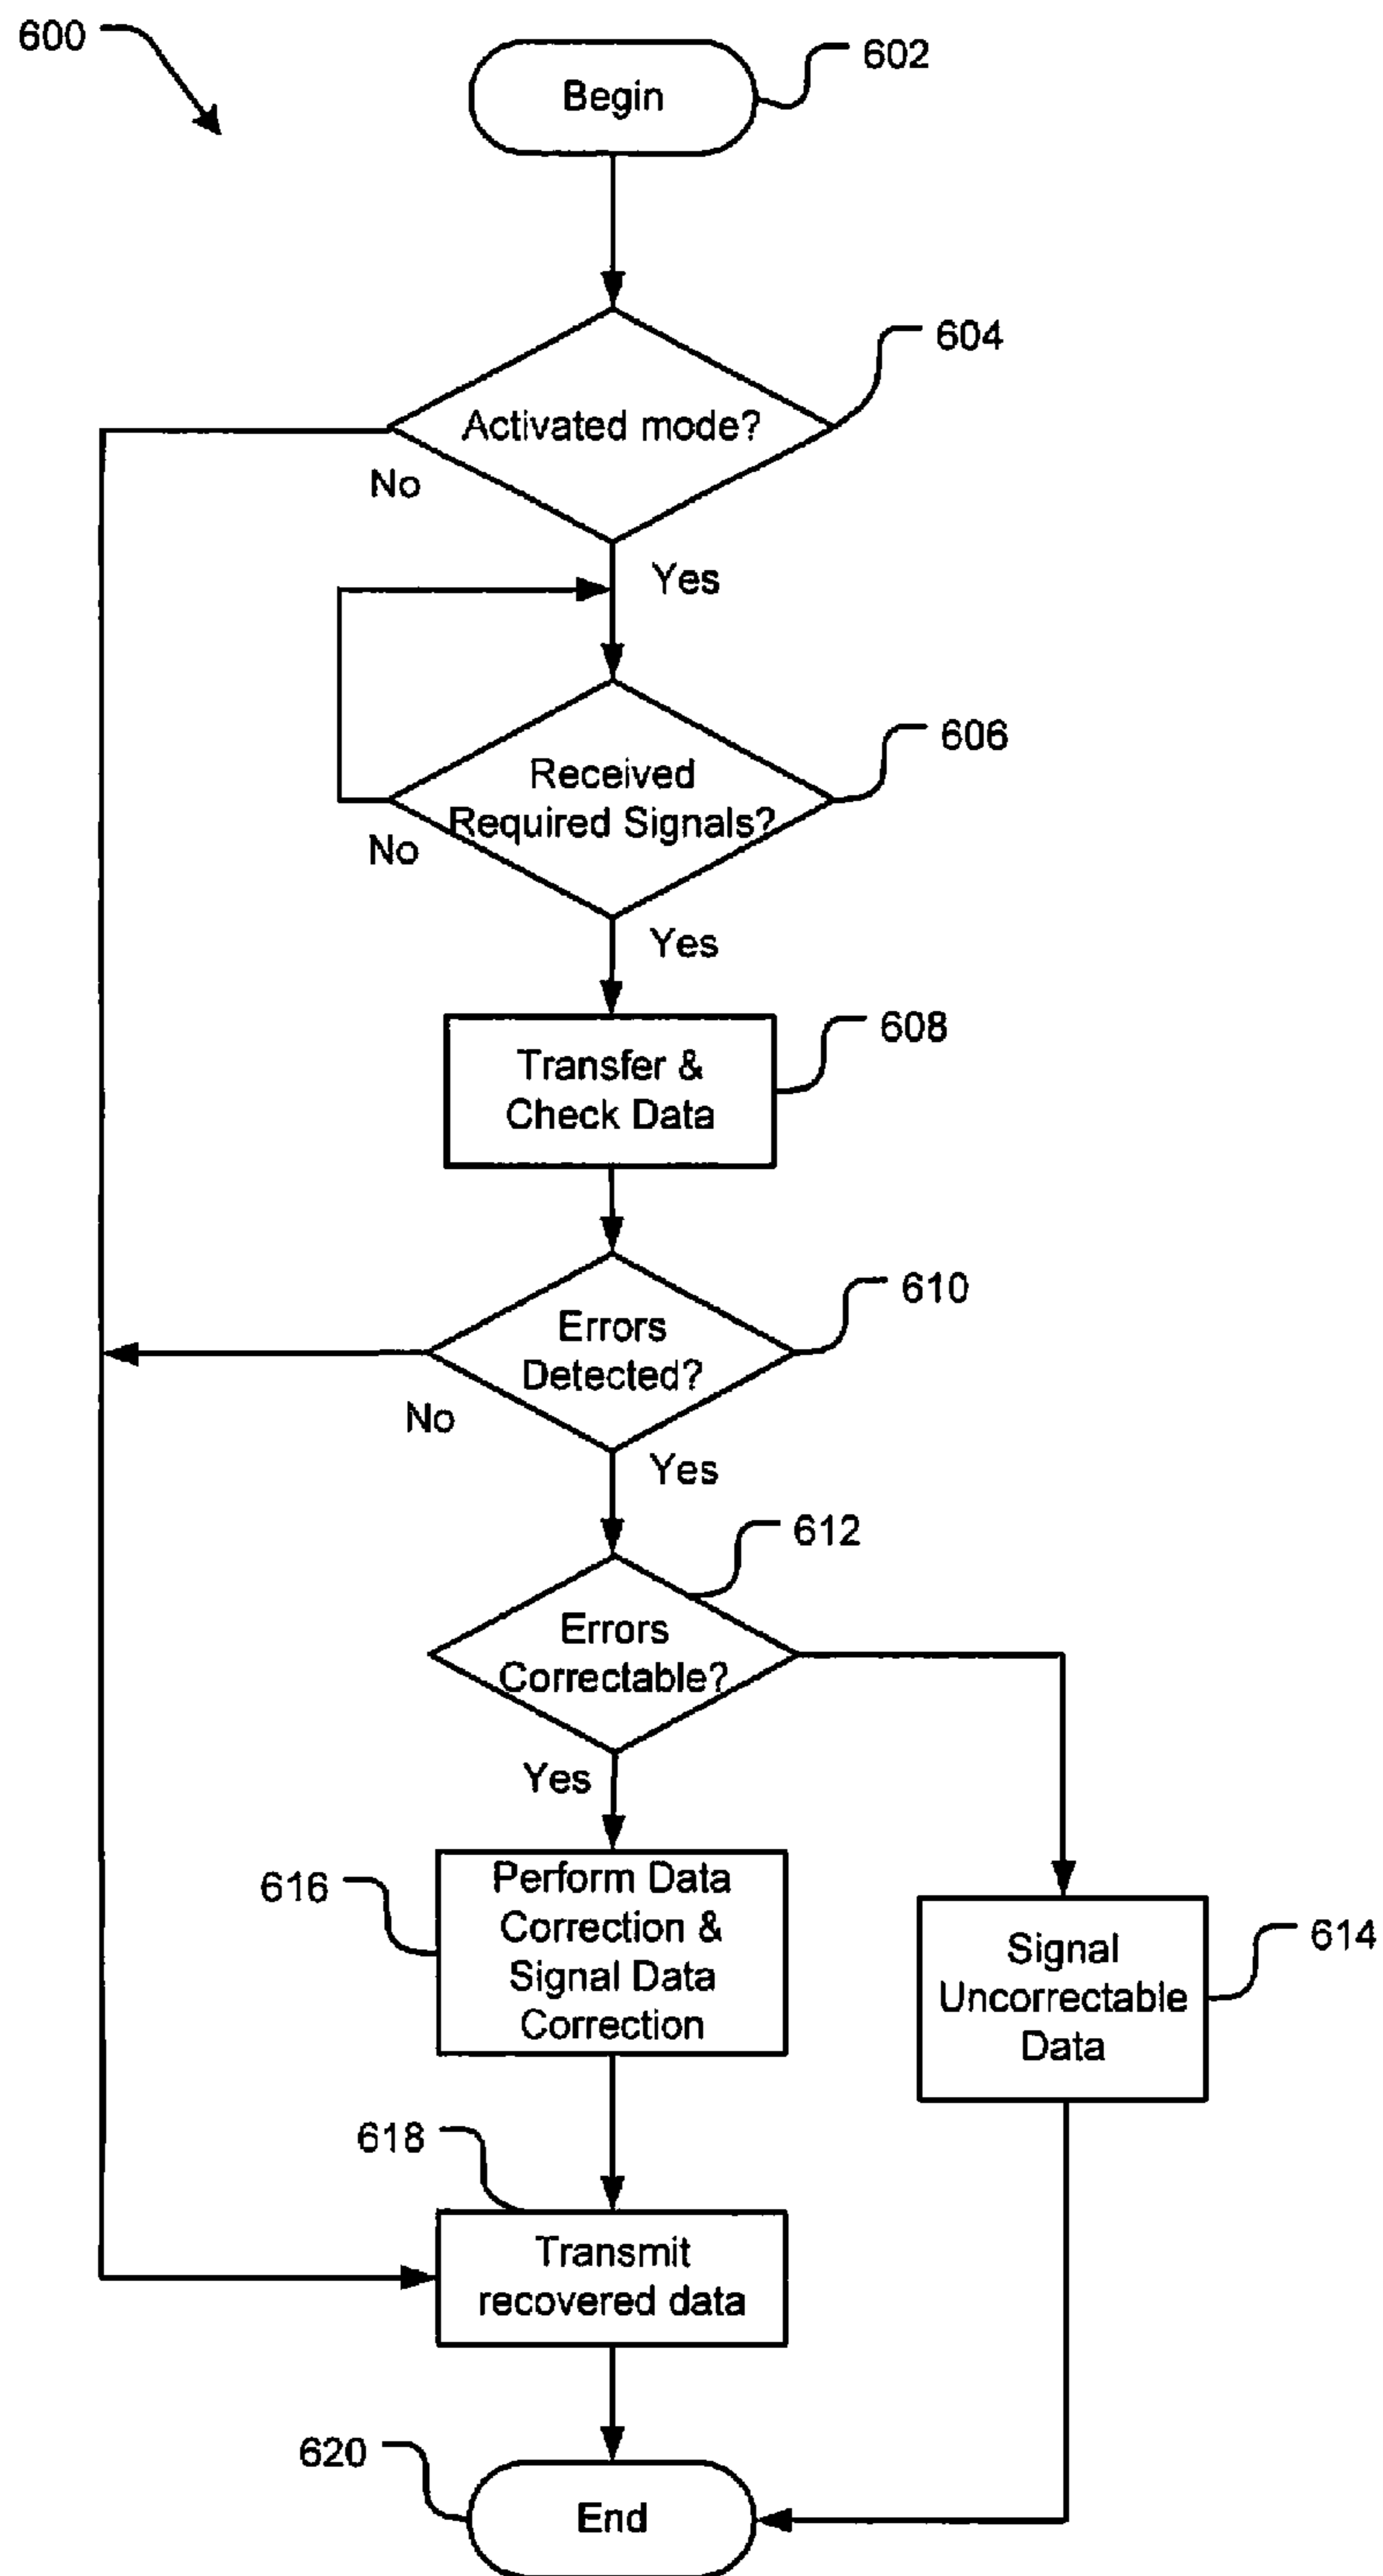 600
Begin
602
604
Activated mode?
No
Yes
606
Received
Required Signals?
No
Yes
608
Transfer &
Check Data
610
Errors
Detected?
No
Yes
612
Errors
Correctable?
Yes
616
Perform Data
Correction &
Signal Data
Correction
614
Signal
Uncorrectable
Data
618
Transmit
recovered data
620
End